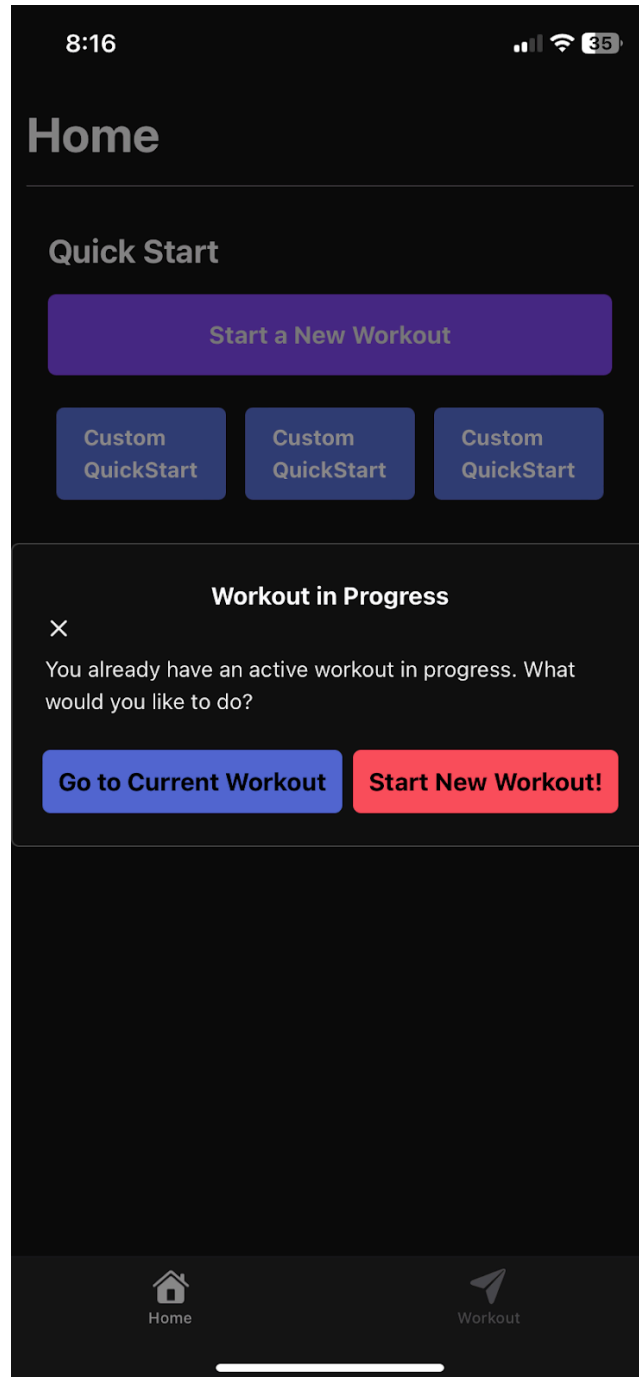 8:16
35
Home
Quick Start
Start a New Workout
Custom
QuickStart
Custom
QuickStart
Custom
QuickStart
Workout in Progress
You already have an active workout in progress. What
would you like to do?
Go to Current Workout
Start New Workout!
Home
Workout